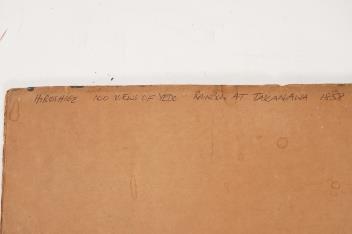 HIROSHIGE 100 VIEWS OF YEDO RAINBOW AT TAKANAWA 1858